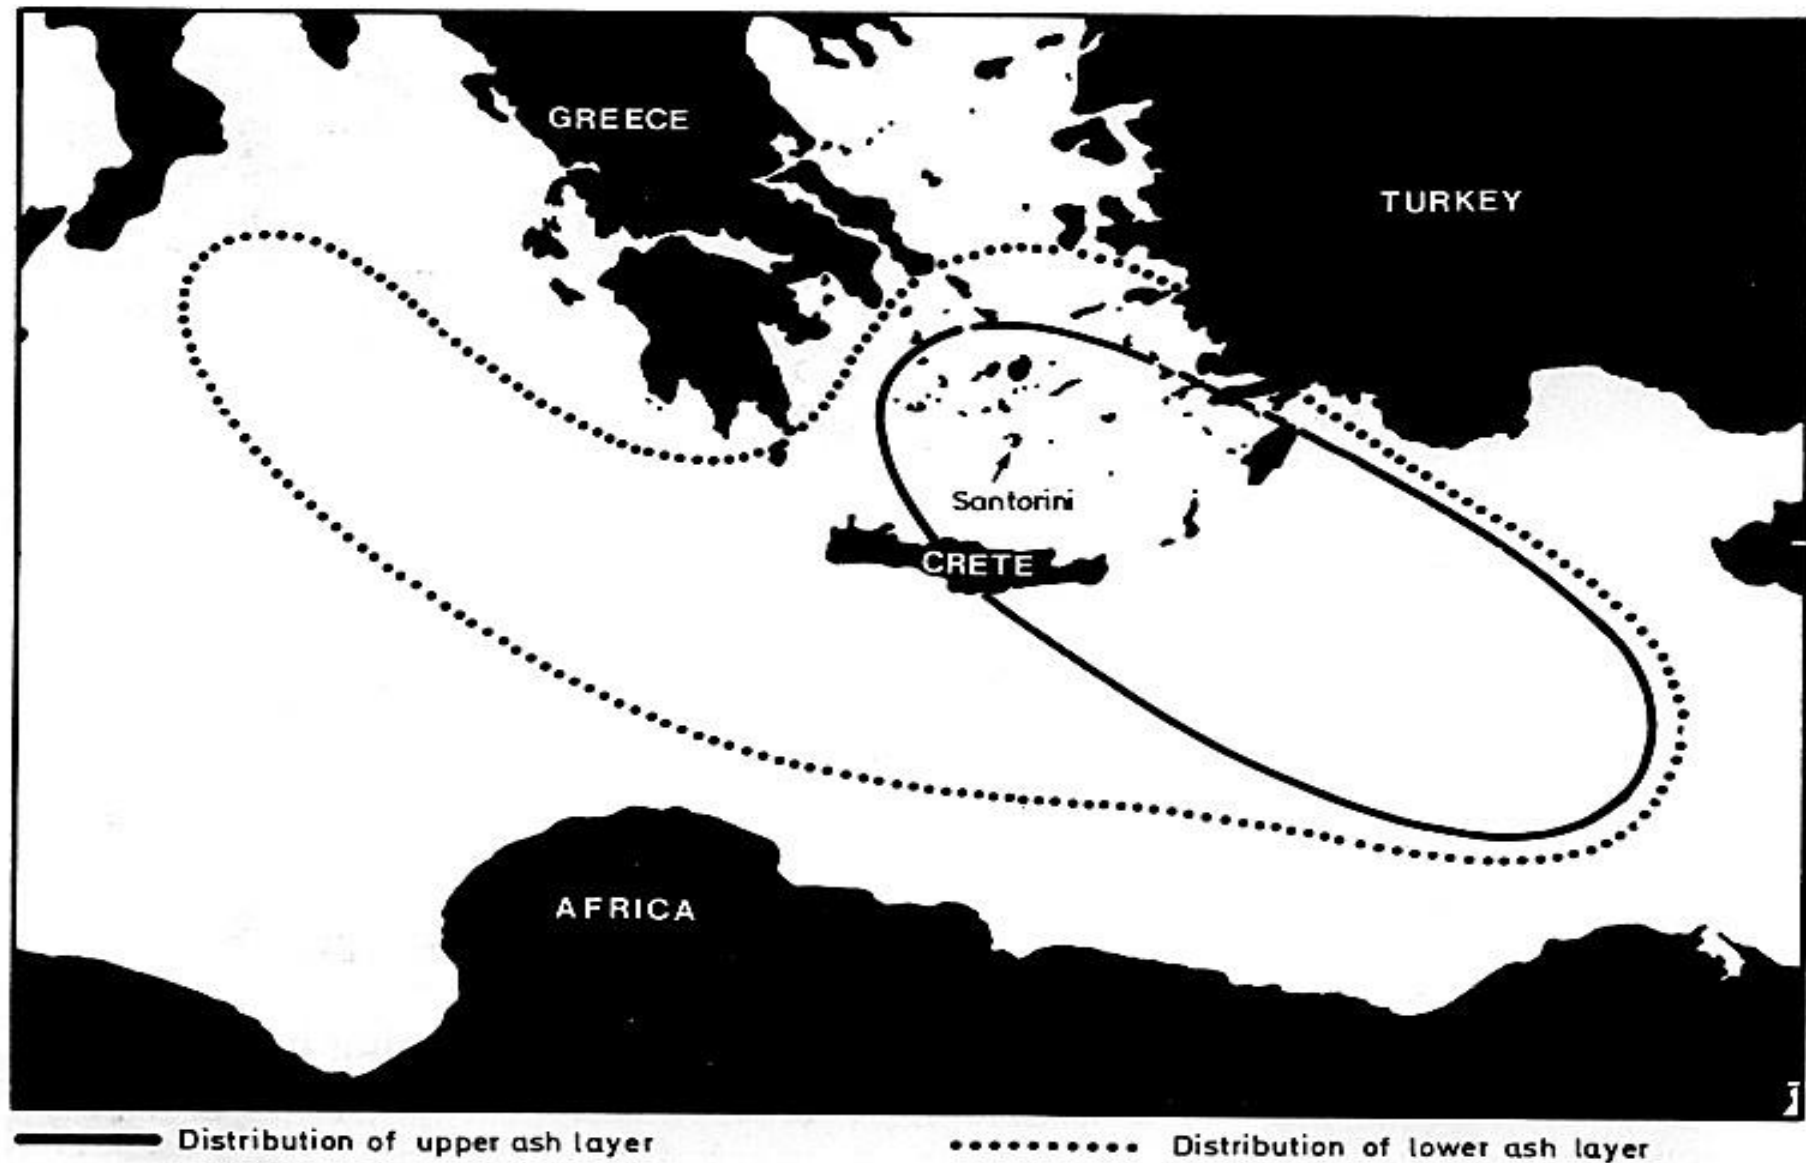 GREECE
TURKEY
Santorini
CRETE
AFRICA
Distribution of upper ash layer
Distribution of lower ash layer